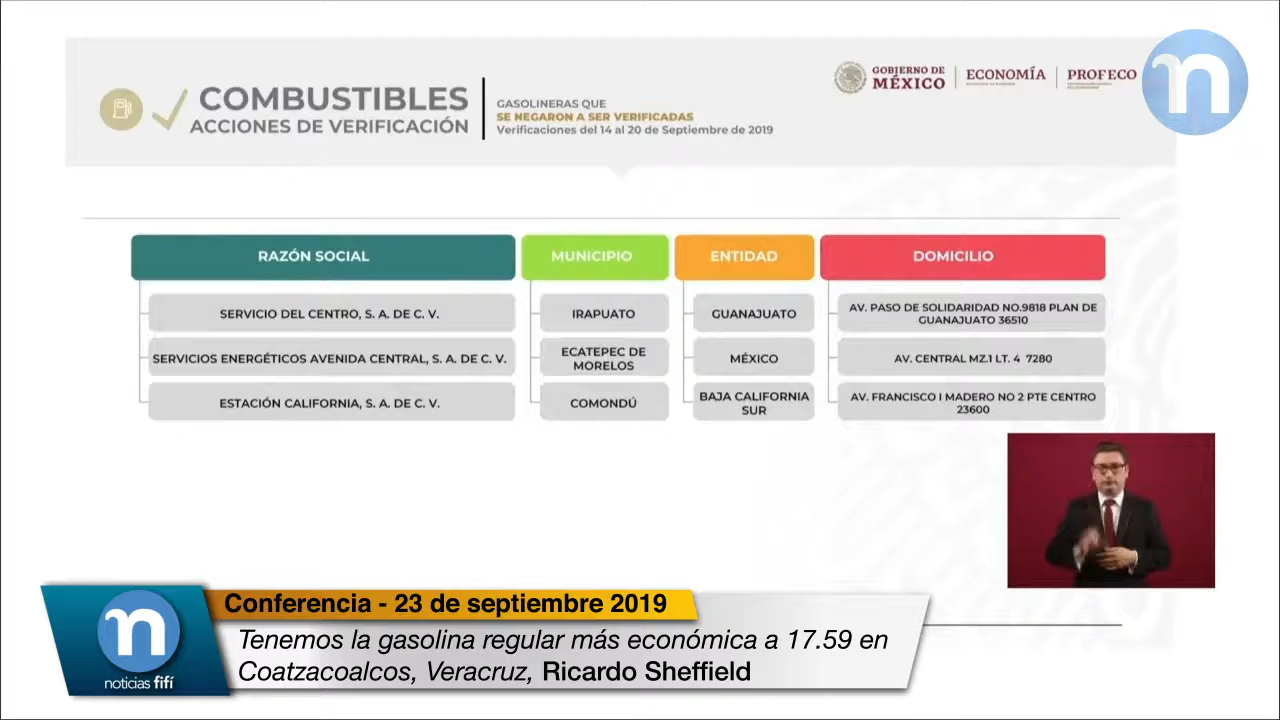 COMBUSTIBLES
ACCIONES DE VERIFICACIÓN
GASOLINERAS QUE
SE NEGARON A SER VERIFICADAS
Verificaciones del 14 al 20 de Septiembre de 2019
GOBIERNO DE
MÉXICO
ECONOMÍA
PROFECO
n
RAZÓN SOCIAL
MUNICIPIO
ENTIDAD
DOMICILIO
SERVICIO DEL CENTRO, S. A. DE C. V.
IRAPUATO
GUANAJUATO
AV. PASO DE SOLIDARIDAD NO.9818 PLAN DE
GUANAJUATO 36510
SERVICIOS ENERGÉTICOS AVENIDA CENTRAL, S. A. DE C. V.
ECATEPEC DE
MORELOS
MÉXICO
AV. CENTRAL MZ.1 LT. 4 7280
ESTACIÓN CALIFORNIA, S. A. DE C. V.
COMONDÚ
BAJA CALIFORNIA
SUR
AV. FRANCISCO I MADERO NO 2 PTE CENTRO
23600
n
noticias fifí
Conferencia - 23 de septiembre 2019
Tenemos la gasolina regular más económica a 17.59 en
Coatzacoalcos, Veracruz, Ricardo Sheffield